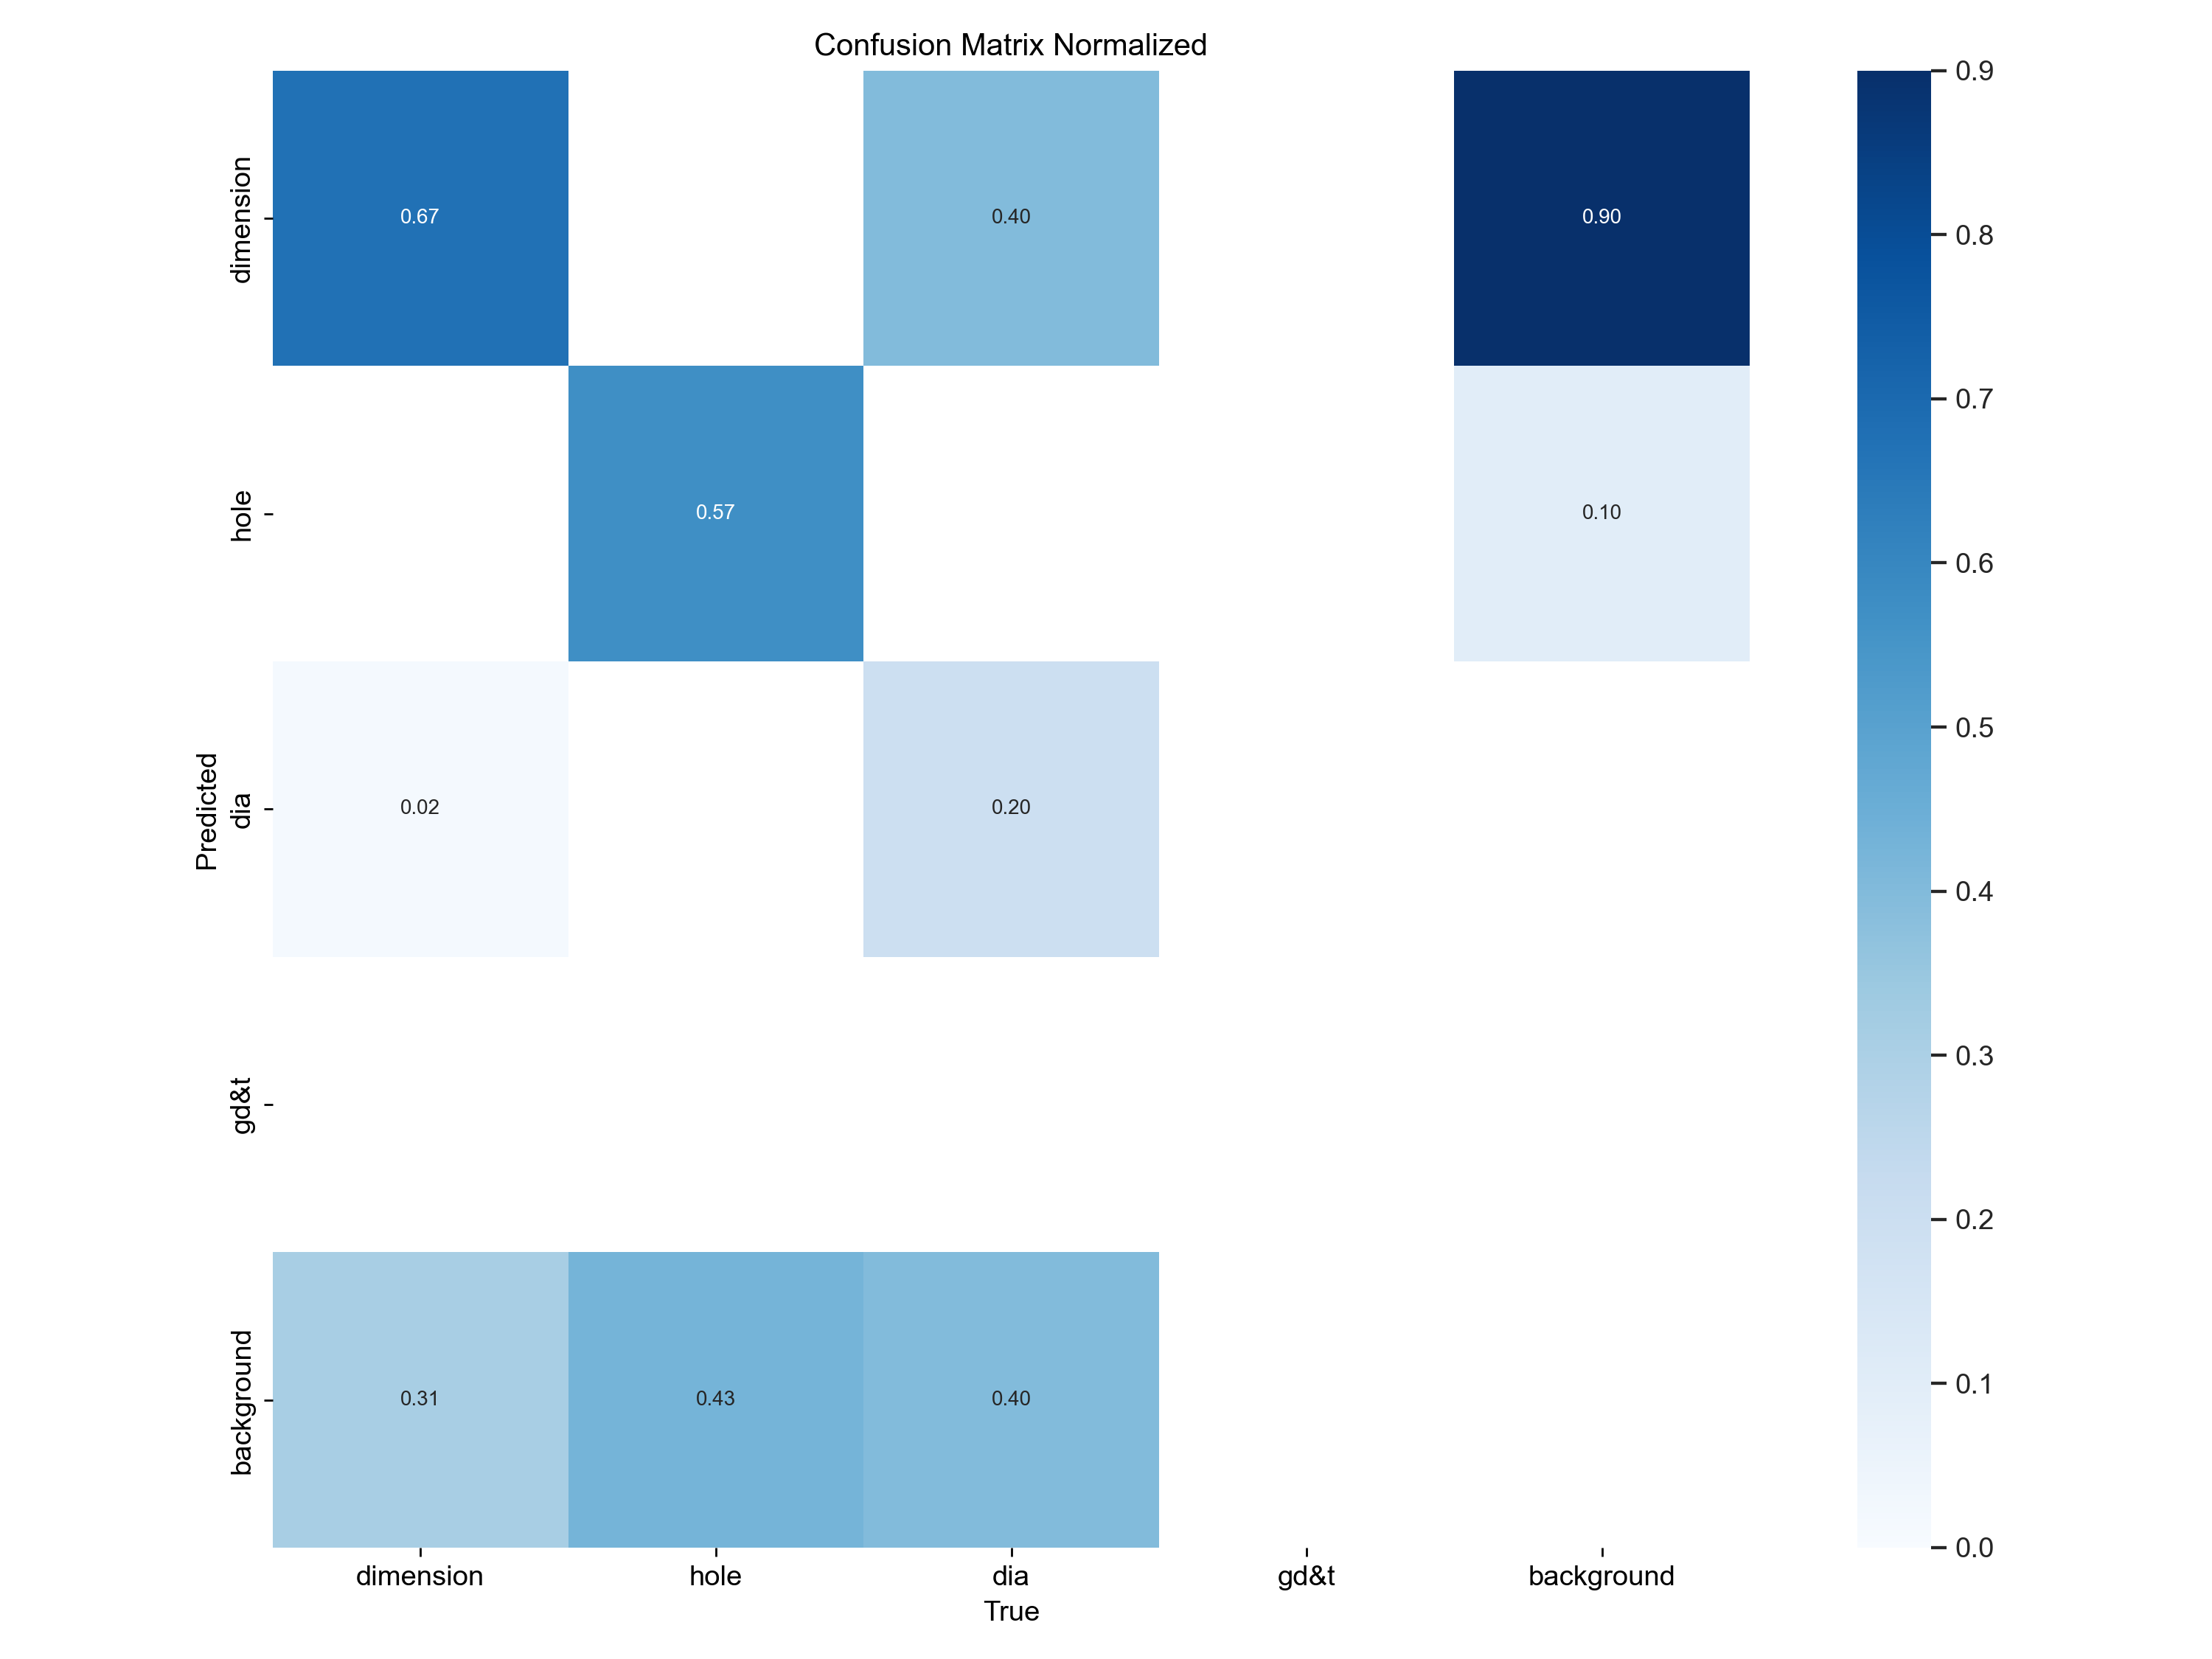 Confusion Matrix Normalized
dimension
0.67
0.40
0.90
hole
0.57
0.10
Predicted
dia
0.02
0.20
gd&t
background
0.31
0.43
0.40
dimension
hole
dia
gd&t
background
True
0.9
0.8
0.7
0.6
0.5
0.4
0.3
0.2
0.1
0.0